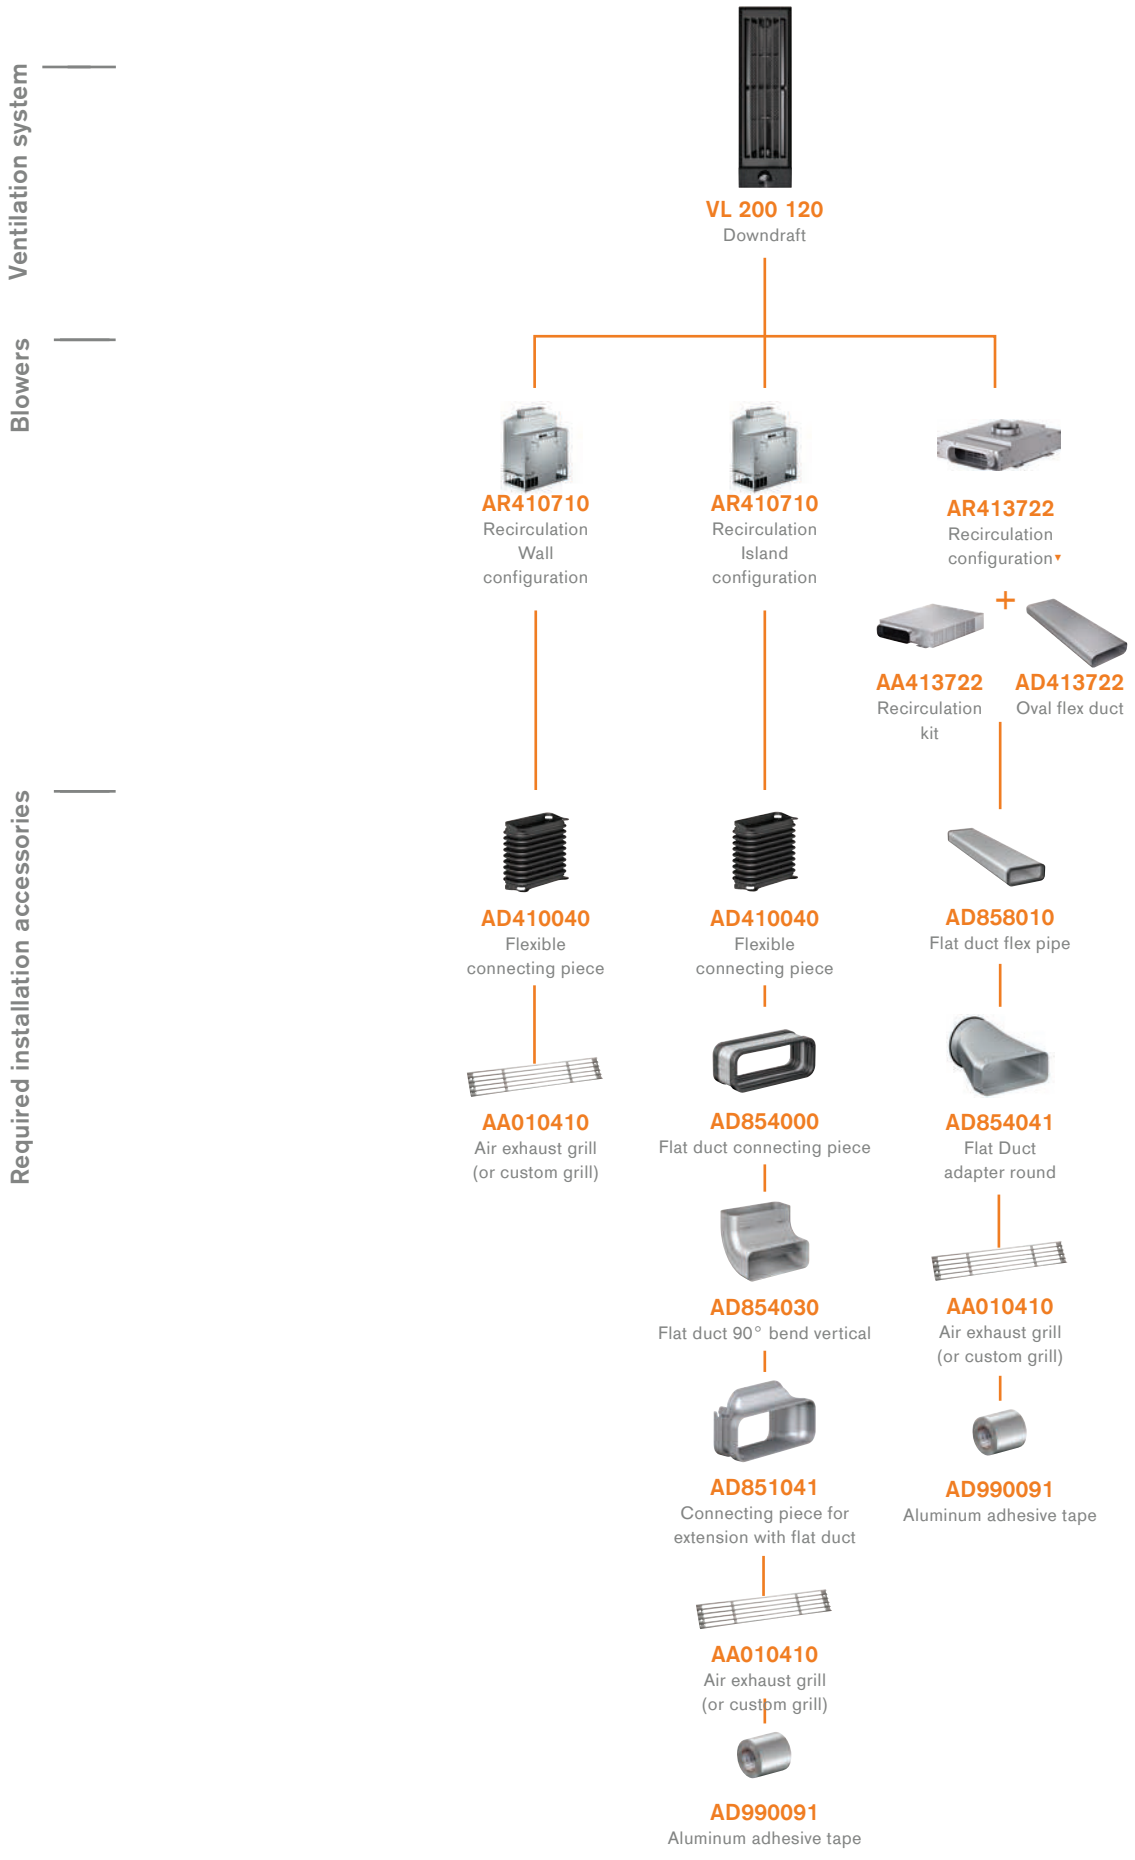 Ventilation system
VL 200 120
Downdraft
Blowers
AR410710
Recirculation
Wall
configuration
AR410710
Recirculation
Island
configuration
AR413722
Recirculation
configuration▾
+
AA413722
Recirculation
kit
AD413722
Oval flex duct
Required installation accessories
AD410040
Flexible
connecting piece
AA010410
Air exhaust grill
(or custom grill)
AD410040
Flexible
connecting piece
AD854000
Flat duct connecting piece
AD854030
Flat duct 90° bend vertical
AD851041
Connecting piece for
extension with flat duct
AA010410
Air exhaust grill
(or custom grill)
AD990091
Aluminum adhesive tape
AD858010
Flat duct flex pipe
AD854041
Flat Duct
adapter round
AA010410
Air exhaust grill
(or custom grill)
AD990091
Aluminum adhesive tape